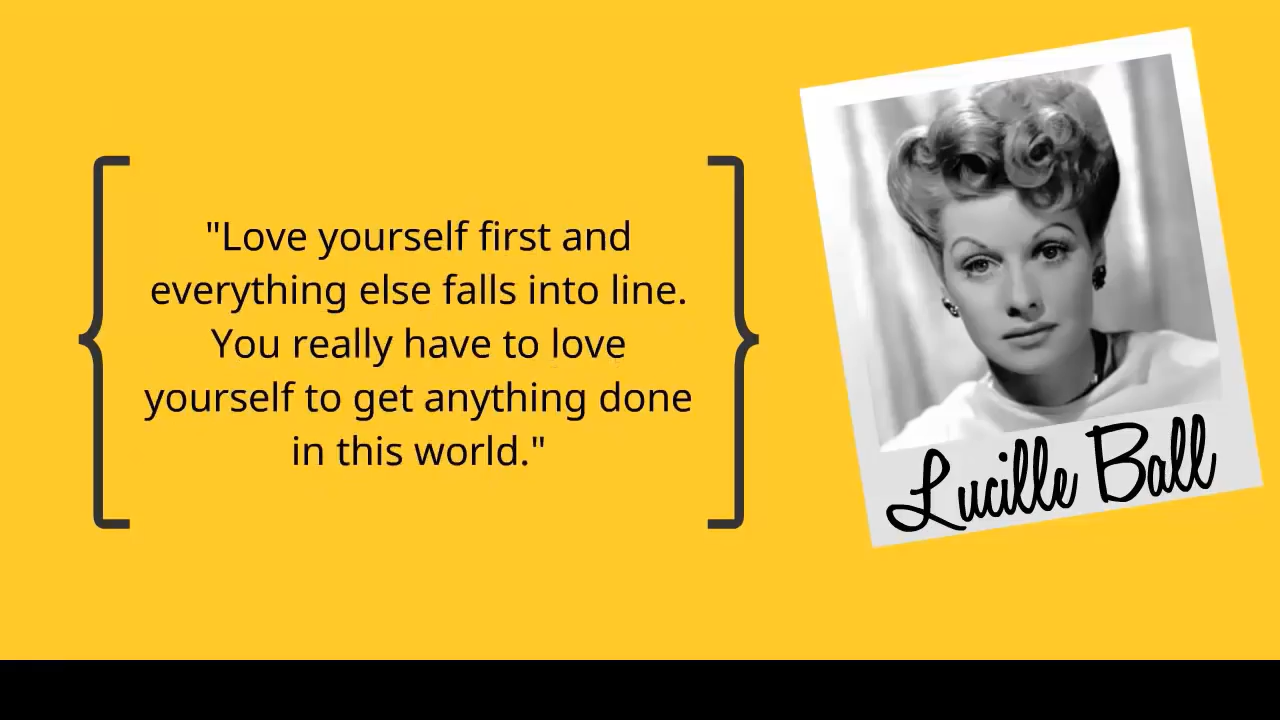 "Love yourself first and
everything else falls into line.
You really have to love
yourself to get anything done
in this world."
Lucille Ball